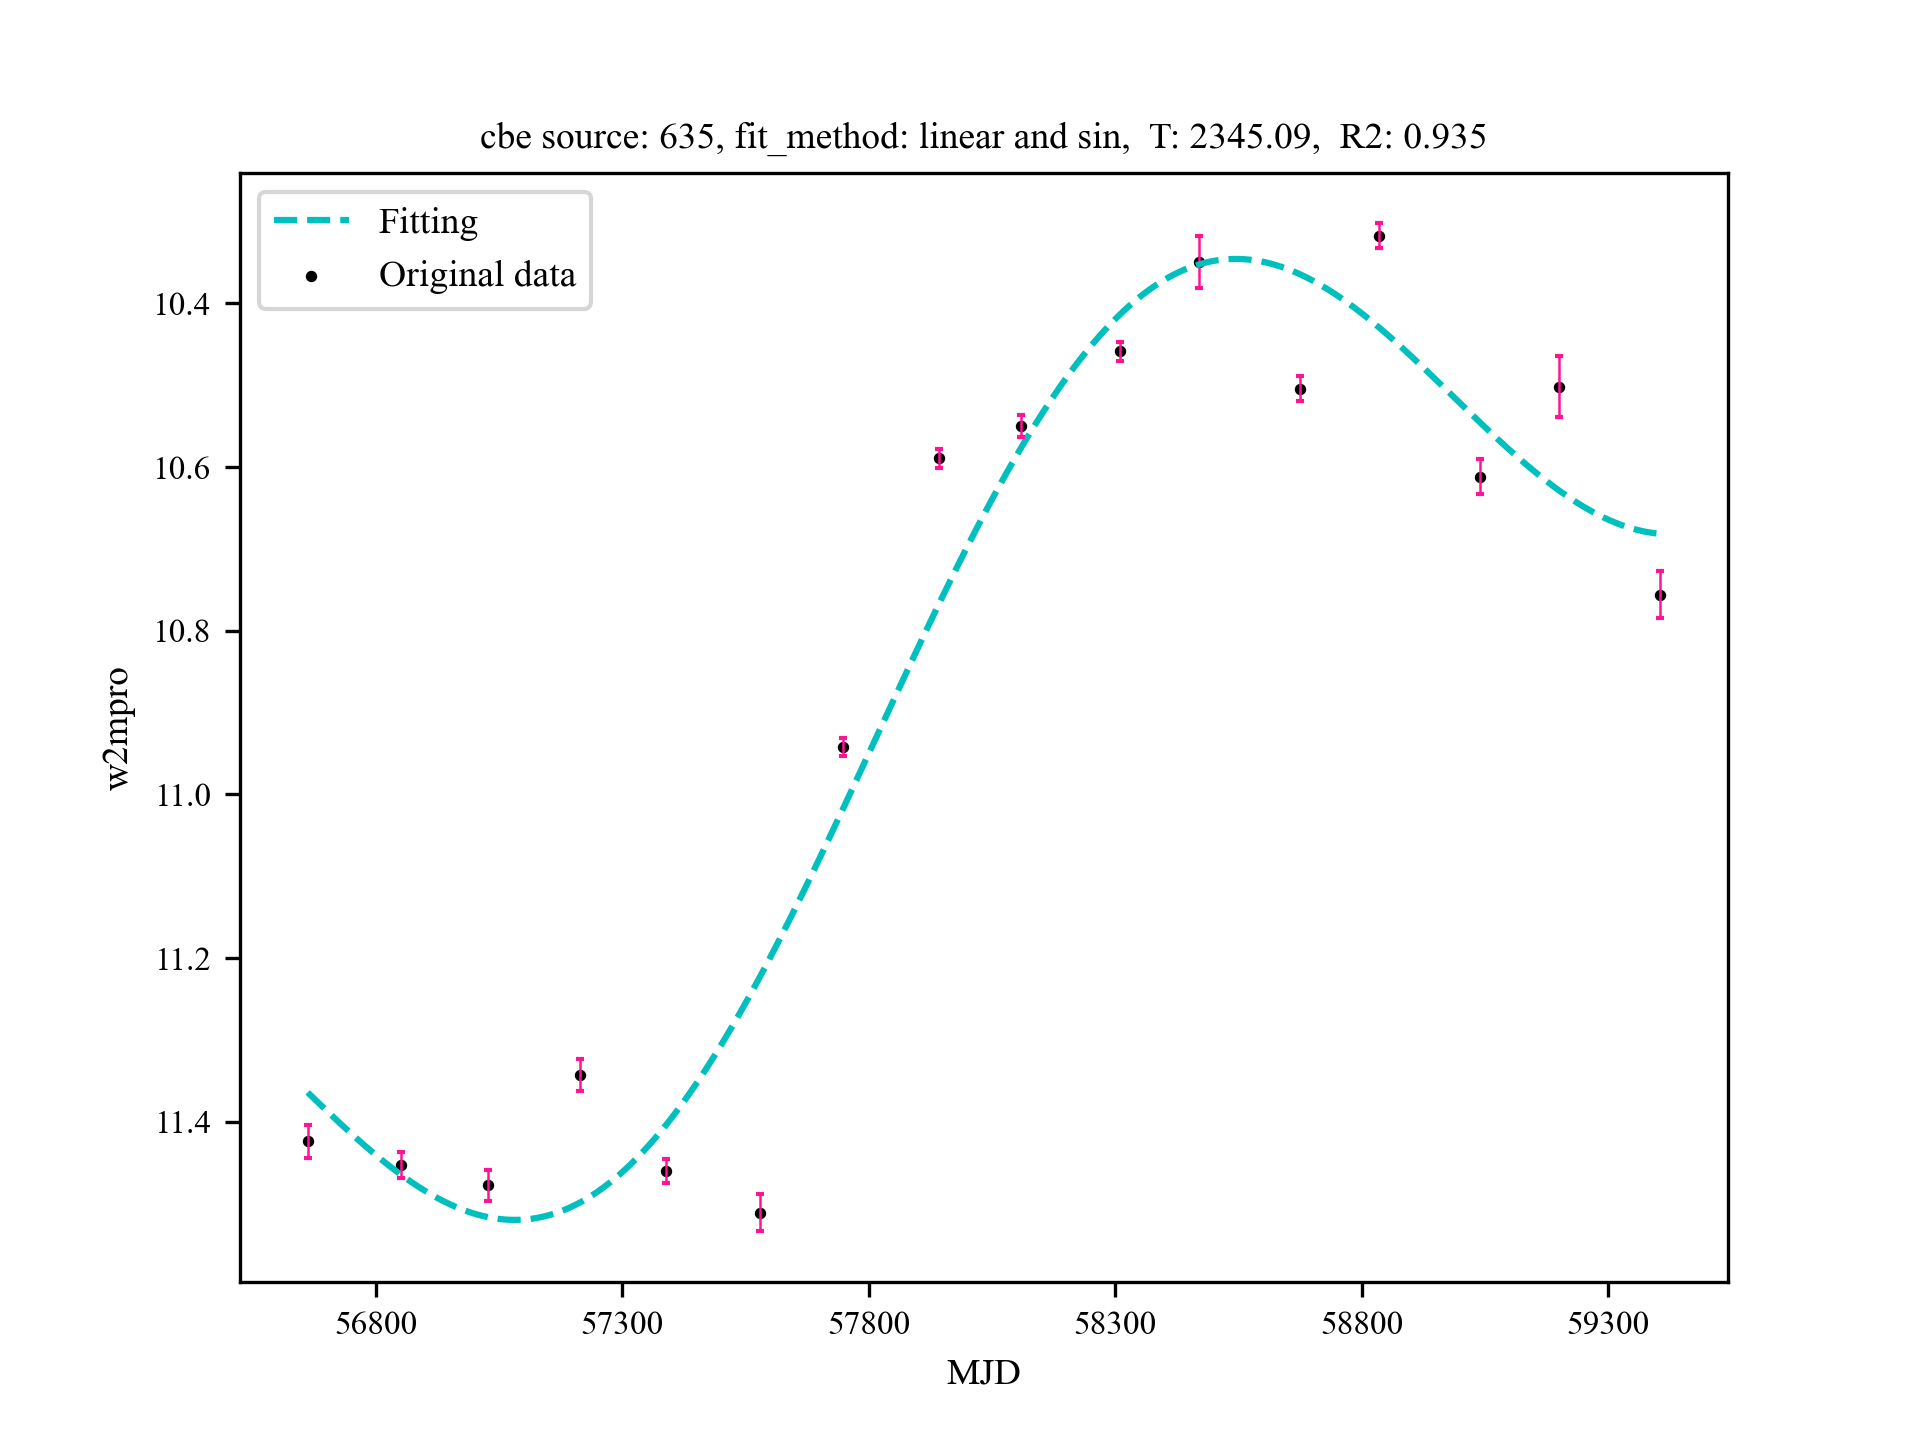 cbe source: 635, fit_method: linear and sin,  T: 2345.09,  R2: 0.935
Fitting
Original data
10.4
10.6
10.8
11.0
11.2
11.4
w2mpro
56800
57300
57800
58300
58800
59300
MJD